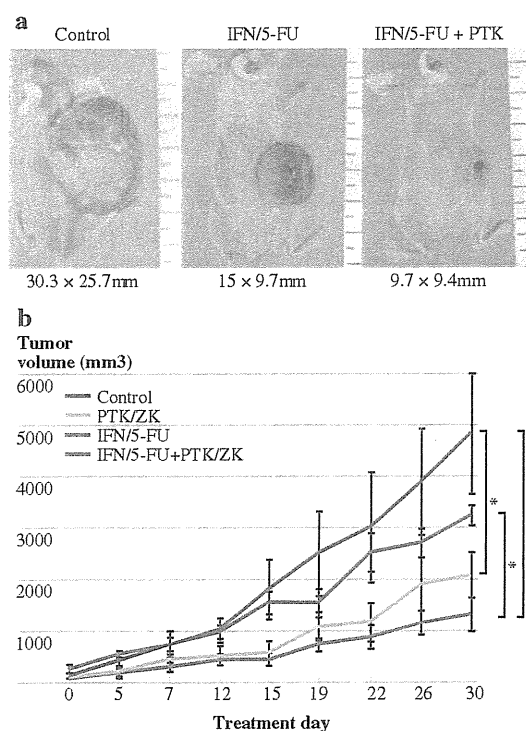 a
Control IFN/5-FU IFN/5-FU + PTK
30.3 × 25.7mm 15 × 9.7mm 9.7 × 9.4mm
b
Tumor
volume (mm3)
6000
Control
PTK/ZK
5000
IFN/5-FU
IFN/5-FU+PTK/ZK
4000
3000
2000
1000
* *
0 5 7 12 15 19 22 26 30
Treatment day